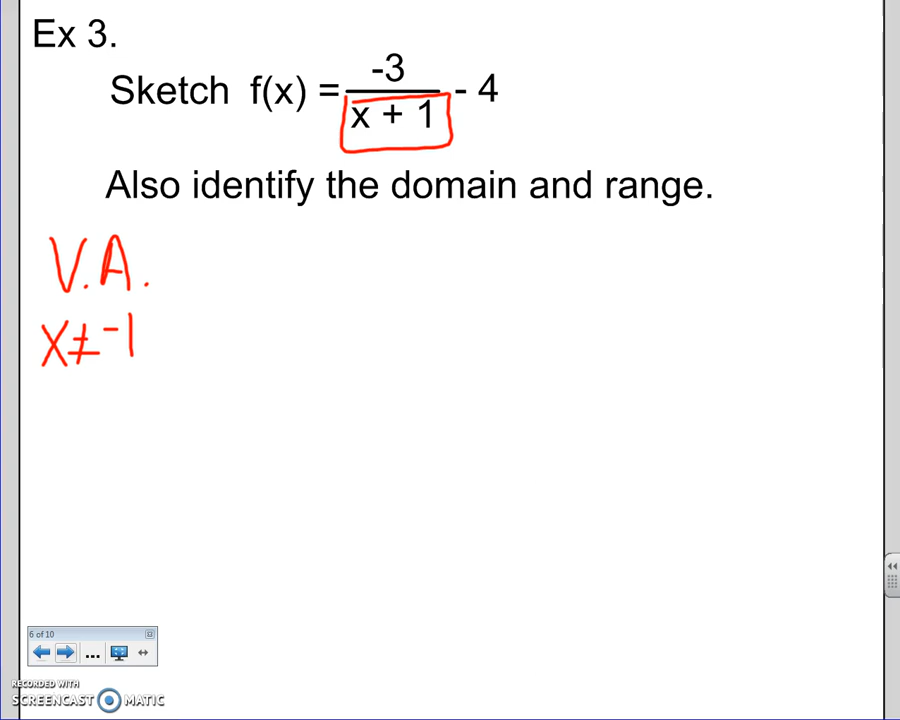 Ex 3.
Sketch f(x) = -3/(x + 1) - 4
Also identify the domain and range.
V.A.
x ≠ -1
6 of 10
...
RECORDED WITH
SCREENCAST MATIC